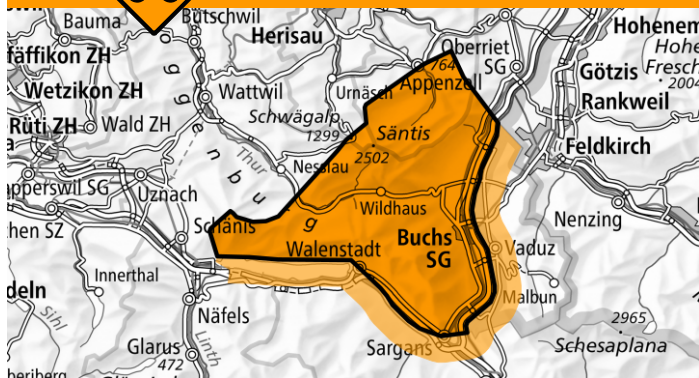 Bauma
Bütschwil
Herisau
Hohenem
Hohe
Fresch
2004
Oberriet
SG
764
Appenzell
Götzis
Rankweil
fäffikon ZH
Wetzikon ZH
Rüti ZH
Wald ZH
Wattwil
Urnäsch
Schwägalp
1299
Säntis
2502
Feldkirch
Thur
Nesslau
Wildhaus
Uznach
apperswil SG
chen SZ
Schänis
Walenstadt
Buchs
SG
Nenzing
Vaduz
Malbun
Innerthal
deln
Sihl
Näfels
Linth
Glarus
472
Sargans
2965
Schesaplana